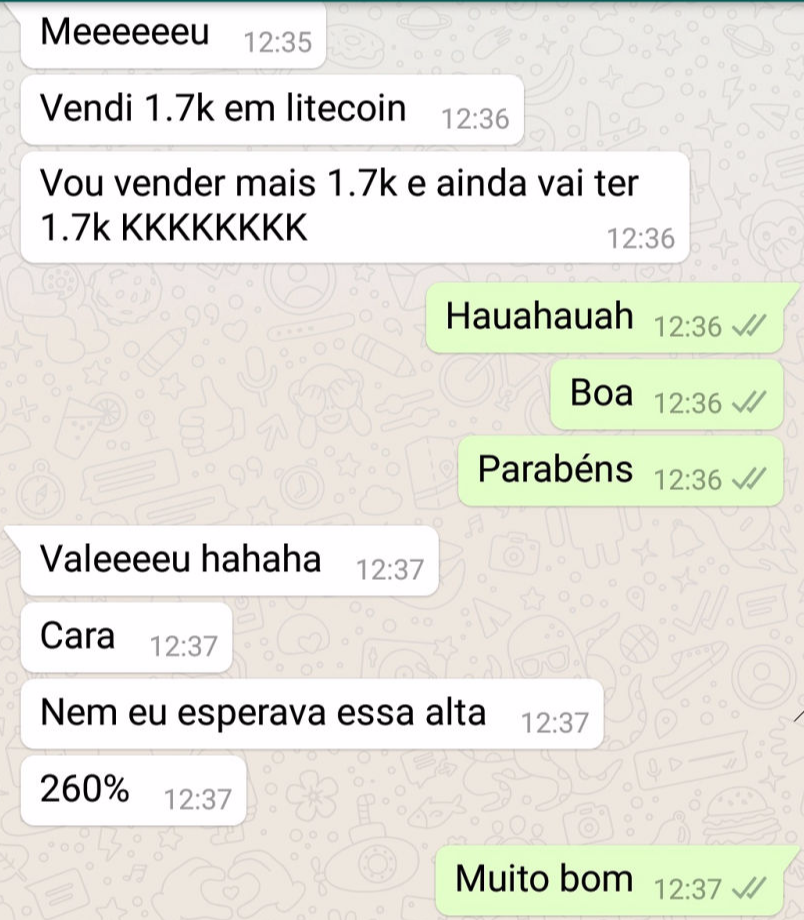 Meeeeeeu 12:35
Vendi 1.7k em litecoin 12:36
Vou vender mais 1.7k e ainda vai ter
1.7k KKKKKKKK 12:36
Hauahauah 12:36
Boa 12:36
Parabéns 12:36
Valeeeeu hahaha 12:37
Cara 12:37
Nem eu esperava essa alta 12:37
260% 12:37
Muito bom 12:37